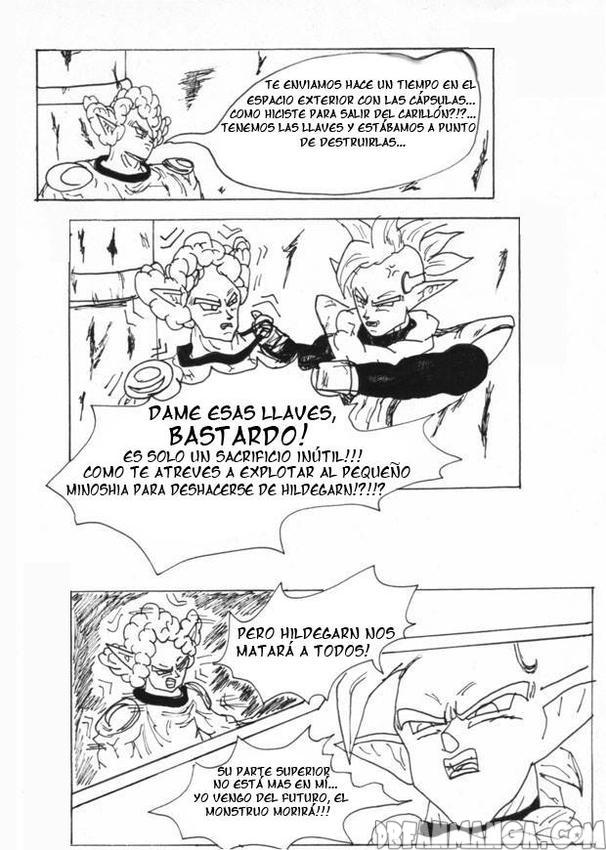 TE ENVIAMOS HACE UN TIEMPO EN EL
ESPACIO EXTERIOR CON LAS CÁPSULAS...
COMO HICISTE PARA SALIR DEL CARILLÓN?!?...
TENEMOS LAS LLAVES Y ESTÁBAMOS A PUNTO
DE DESTRUIRLAS...
DAME ESAS LLAVES,
BASTARDO!
ES SOLO UN SACRIFICIO INÚTIL!!!
COMO TE ATREVES A EXPLOTAR AL PEQUEÑO
MINOSHIA PARA DESHACERSE DE HILDEGARN!?!!?
PERO HILDEGARN NOS
MATARÁ A TODOS!
SU PARTE SUPERIOR
NO ESTÁ MAS EN MÍ...
YO VENGO DEL FUTURO, EL
MONSTRUO MORIRÁ!!!
DBFANMANGA.COM